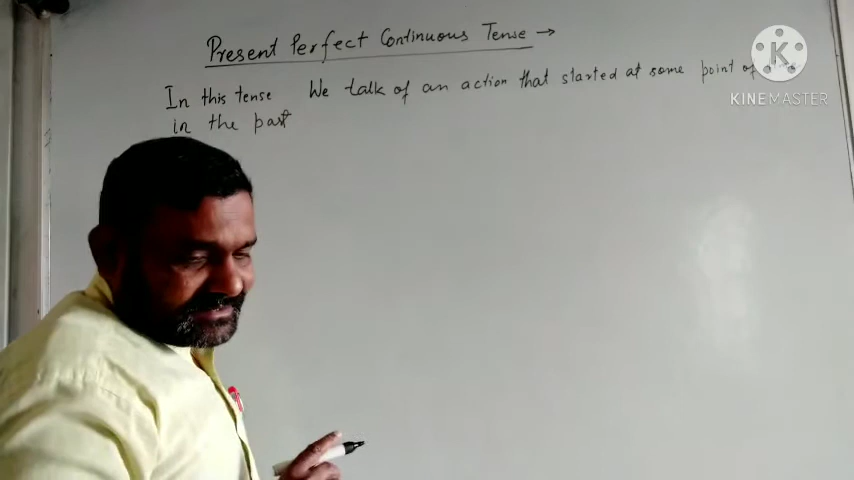 Present Perfect Continuous Tense →
In this tense We talk of an action that started at some point of
in the past
KINEMASTER